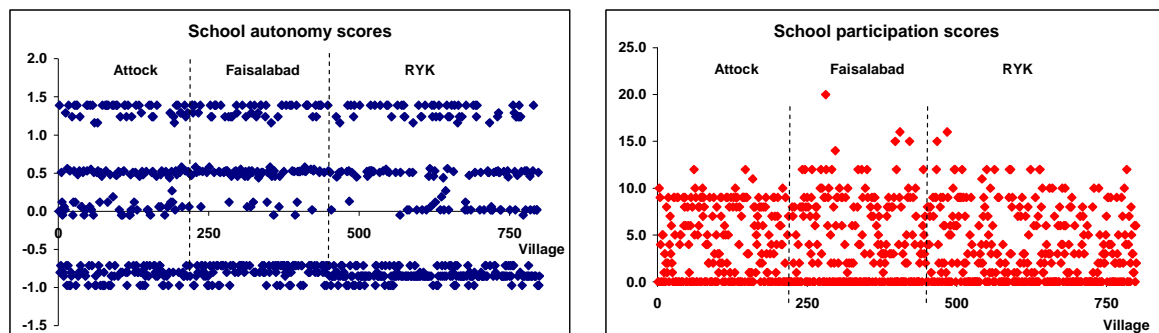 School autonomy scores
2.0
Attock Faisalabad RYK
1.5
1.0
0.5
0.0
0 250 500 750
Village
-0.5
-1.0
-1.5
School participation scores
25.0
Attock Faisalabad RYK
20.0
15.0
10.0
5.0
0.0
0 250 500 750
Village